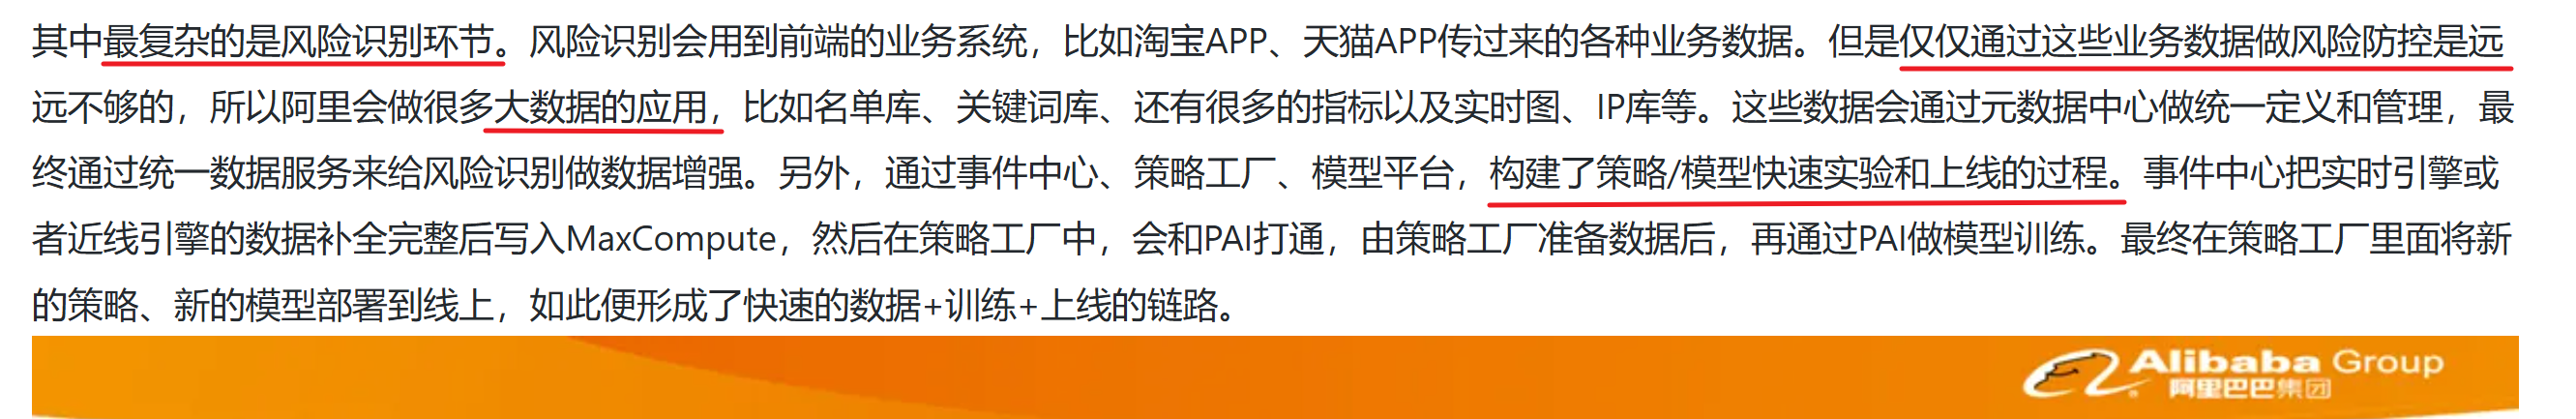 其中最复杂的是风险识别环节。风险识别会用到前端的业务系统，比如淘宝APP、天猫APP传过来的各种业务数据。但是仅仅通过这些业务数据做风险防控是远
远不够的，所以阿里会做很多大数据的应用，比如名单库、关键词库、还有很多的指标以及实时图、IP库等。这些数据会通过元数据中心做统一定义和管理，最
终通过统一数据服务来给风险识别做数据增强。另外，通过事件中心、策略工厂、模型平台，构建了策略/模型快速实验和上线的过程。事件中心把实时引擎或
者近线引擎的数据补全完整后写入MaxCompute，然后在策略工厂中，会和PAI打通，由策略工厂准备数据后，再通过PAI做模型训练。最终在策略工厂里面将新
的策略、新的模型部署到线上，如此便形成了快速的数据+训练+上线的链路。
Alibaba Group
阿里巴巴集团